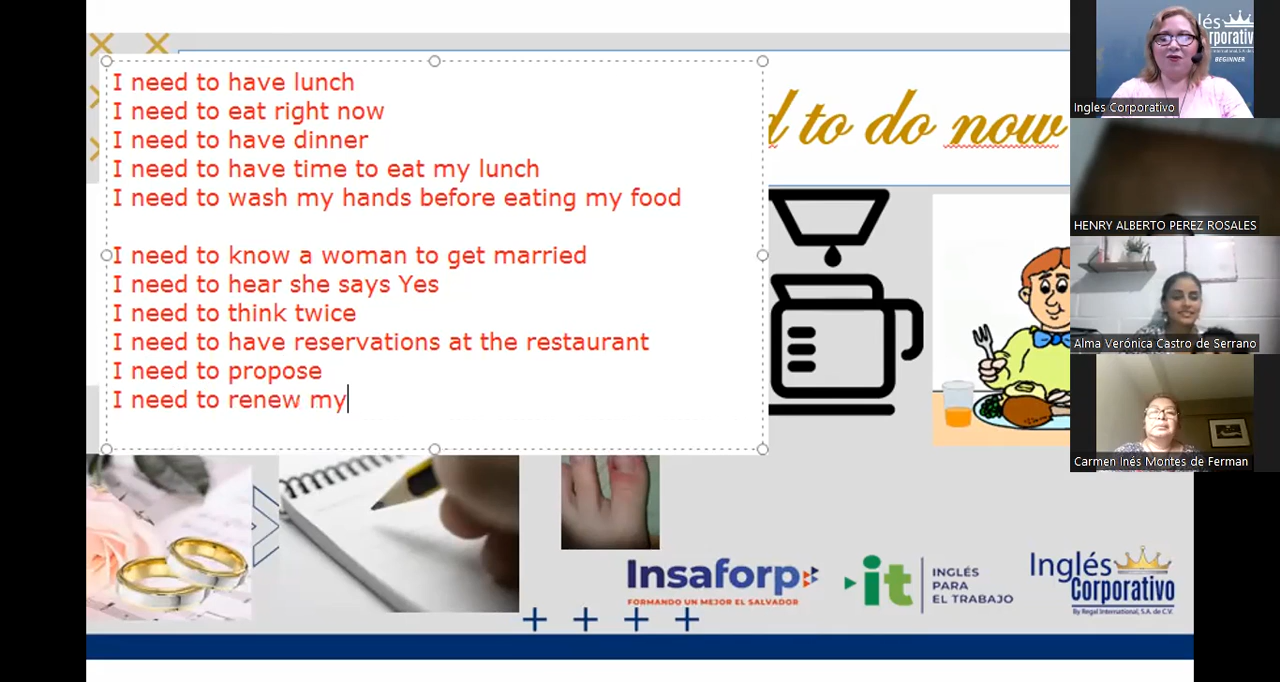 I need to have lunch
I need to eat right now
I need to have dinner
I need to have time to eat my lunch
I need to wash my hands before eating my food
I need to know a woman to get married
I need to hear she says Yes
I need to think twice
I need to have reservations at the restaurant
I need to propose
I need to renew my
to do now
Insaforp
FORMANDO UN MEJOR EL SALVADOR
it
INGLÉS
PARA
EL TRABAJO
Inglés
Corporativo
By Regal International, S.A. de C.V.
BEGINNER
Ingles Corporativo
HENRY ALBERTO PEREZ ROSALES
Alma Verónica Castro de Serrano
Carmen Inés Montes de Ferman